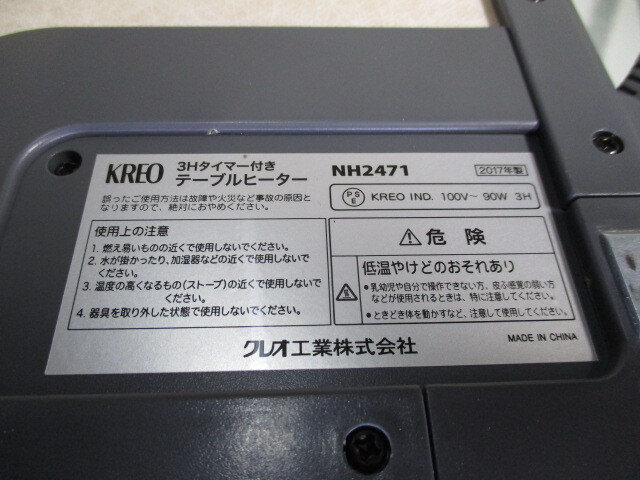 KREO 3Hタイマー付き
テーブルヒーター
NH2471
2017年製
誤ったご使用方法は故障や火災など事故の原因と
なりますので、絶対におやめください。
PSE KREO IND. 100V～ 90W 3H
使用上の注意
1. 燃え易いものの近くで使用しないでください。
2. 水が掛かったり、加湿器などの近くで使用しないで
ください。
3. 温度の高くなるもの(ストーブ)の近くで使用しない
でください。
4. 器具を取り外した状態で使用しないでください。
⚠危険
低温やけどのおそれあり
●乳幼児や自分で操作できない方、皮ふ感覚の弱い方
などが使用されるときは、特に注意してください。
●ときどき体を動かすなど、注意して使用してください。
クレオ工業株式会社
MADE IN CHINA